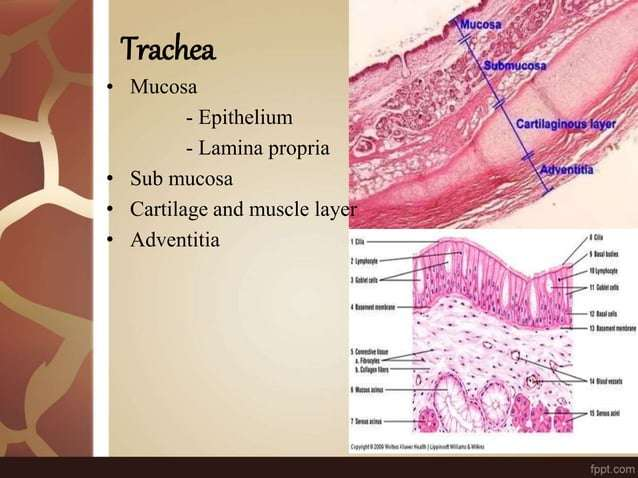 Trachea
• Mucosa
- Epithelium
- Lamina propria
• Sub mucosa
• Cartilage and muscle layer
• Adventitia
Mucosa
Submucosa
Cartilaginous layer
Adventitia
1 Cilia
2 Lymphocyte
3 Goblet cells
4 Basement membrane
5 Connective tissue
a. Fibrocytes
b. Collagen fibers
6 Mucous acinus
7 Serous acinus
8 Cilia
9 Basal bodies
10 Lymphocyte
11 Goblet cells
12 Basal cells
13 Basement membrane
14 Blood vessels
15 Serous acini
Copyright © 2009 Wolters Kluwer Health | Lippincott Williams & Wilkins
fppt.com